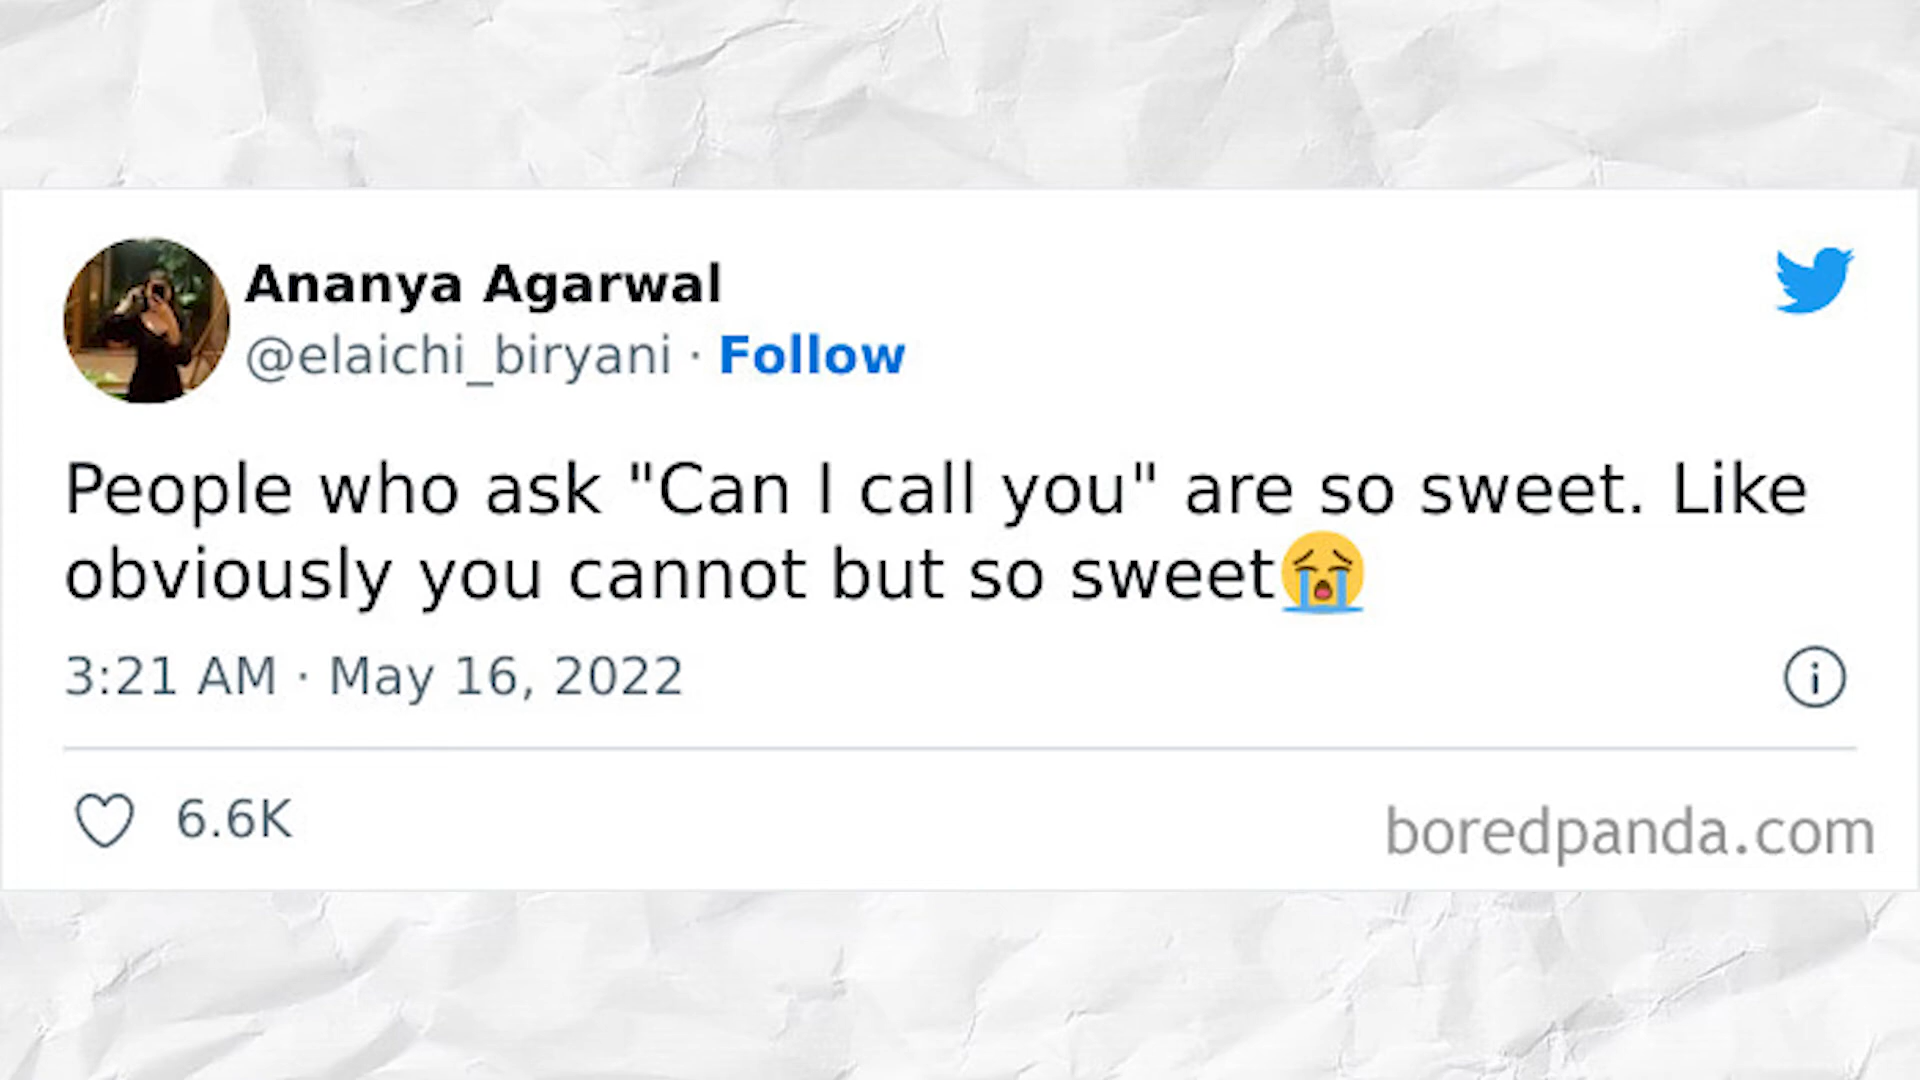 Ananya Agarwal
@elaichi_biryani · Follow
People who ask "Can I call you" are so sweet. Like
obviously you cannot but so sweet😭
3:21 AM · May 16, 2022
6.6K
boredpanda.com